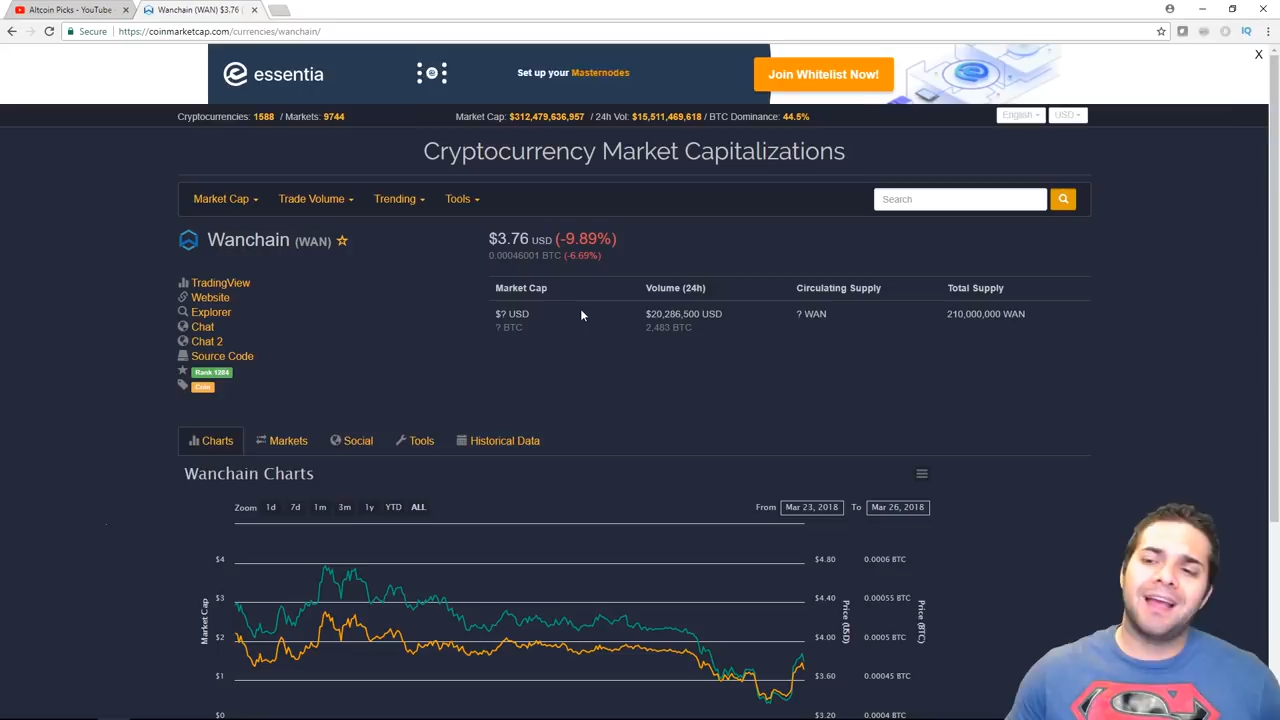 Altcoin Picks - YouTube
Wanchain (WAN) $3.76 (
Secure
https://coinmarketcap.com/currencies/wanchain/
IQ
essentia
Set up your Masternodes
Join Whitelist Now!
X
Cryptocurrencies: 1588 / Markets: 9744
Market Cap: $312,479,636,957 / 24h Vol: $15,511,469,618 / BTC Dominance: 44.5%
English
USD
Cryptocurrency Market Capitalizations
Market Cap
Trade Volume
Trending
Tools
Search
Wanchain (WAN)
$3.76 USD (-9.89%)
0.00046001 BTC (-6.69%)
TradingView
Website
Explorer
Chat
Chat 2
Source Code
Rank 1284
Coin
Market Cap
Volume (24h)
Circulating Supply
Total Supply
$? USD
$20,286,500 USD
? WAN
210,000,000 WAN
? BTC
2,483 BTC
Charts
Markets
Social
Tools
Historical Data
Wanchain Charts
Zoom 1d 7d 1m 3m 1y YTD ALL
From Mar 23, 2018 To Mar 26, 2018
$4
$4.80
0.0006 BTC
$3
$4.40
0.00055 BTC
$2
$4.00
0.0005 BTC
$1
$3.60
0.00045 BTC
$0
$3.20
0.0004 BTC
Market Cap
Price (USD)
Price (BTC)